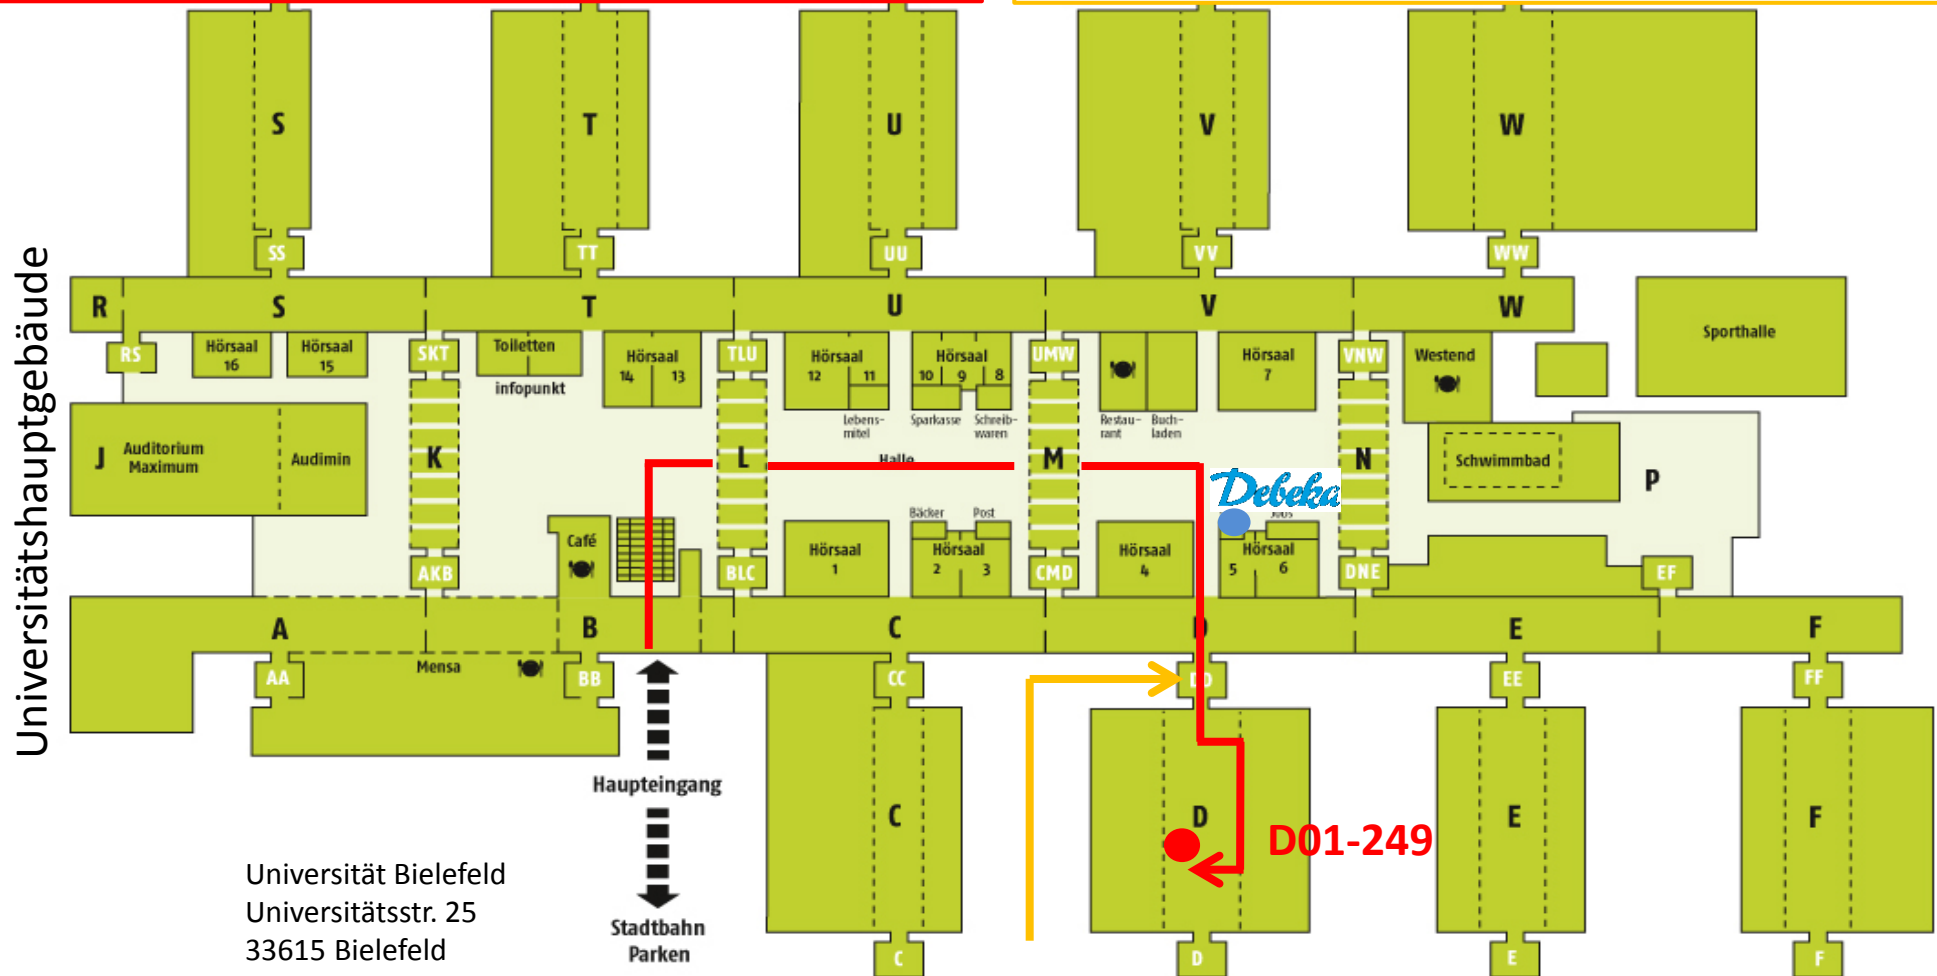 S
T
U
V
W
SS
TT
UU
VV
WW
R
S
T
U
V
W
Sporthalle
RS
Hörsaal
16
Hörsaal
15
SKT
Toiletten
infopunkt
Hörsaal
14 13
TLU
Hörsaal
12 11
Lebens-
mitel
Hörsaal
10 9 8
Sparkasse
Schreib-
waren
UMW
Restau-
rant
Buch-
laden
Hörsaal
7
VNW
Westend
J
Auditorium
Maximum
Audimin
K
L
Halle
M
Debeka
N
Schwimmbad
P
Café
AKB
BLC
Hörsaal
1
Bäcker
Post
Hörsaal
2 3
CMD
Hörsaal
4
Hörsaal
5 6
DNE
EF
A
B
C
D
E
F
Mensa
AA
BB
CC
DD
EE
FF
Haupteingang
C
D
D01-249
E
F
Stadtbahn
Parken
C
D
E
F
Universitätshauptgebäude
Universität Bielefeld
Universitätsstr. 25
33615 Bielefeld